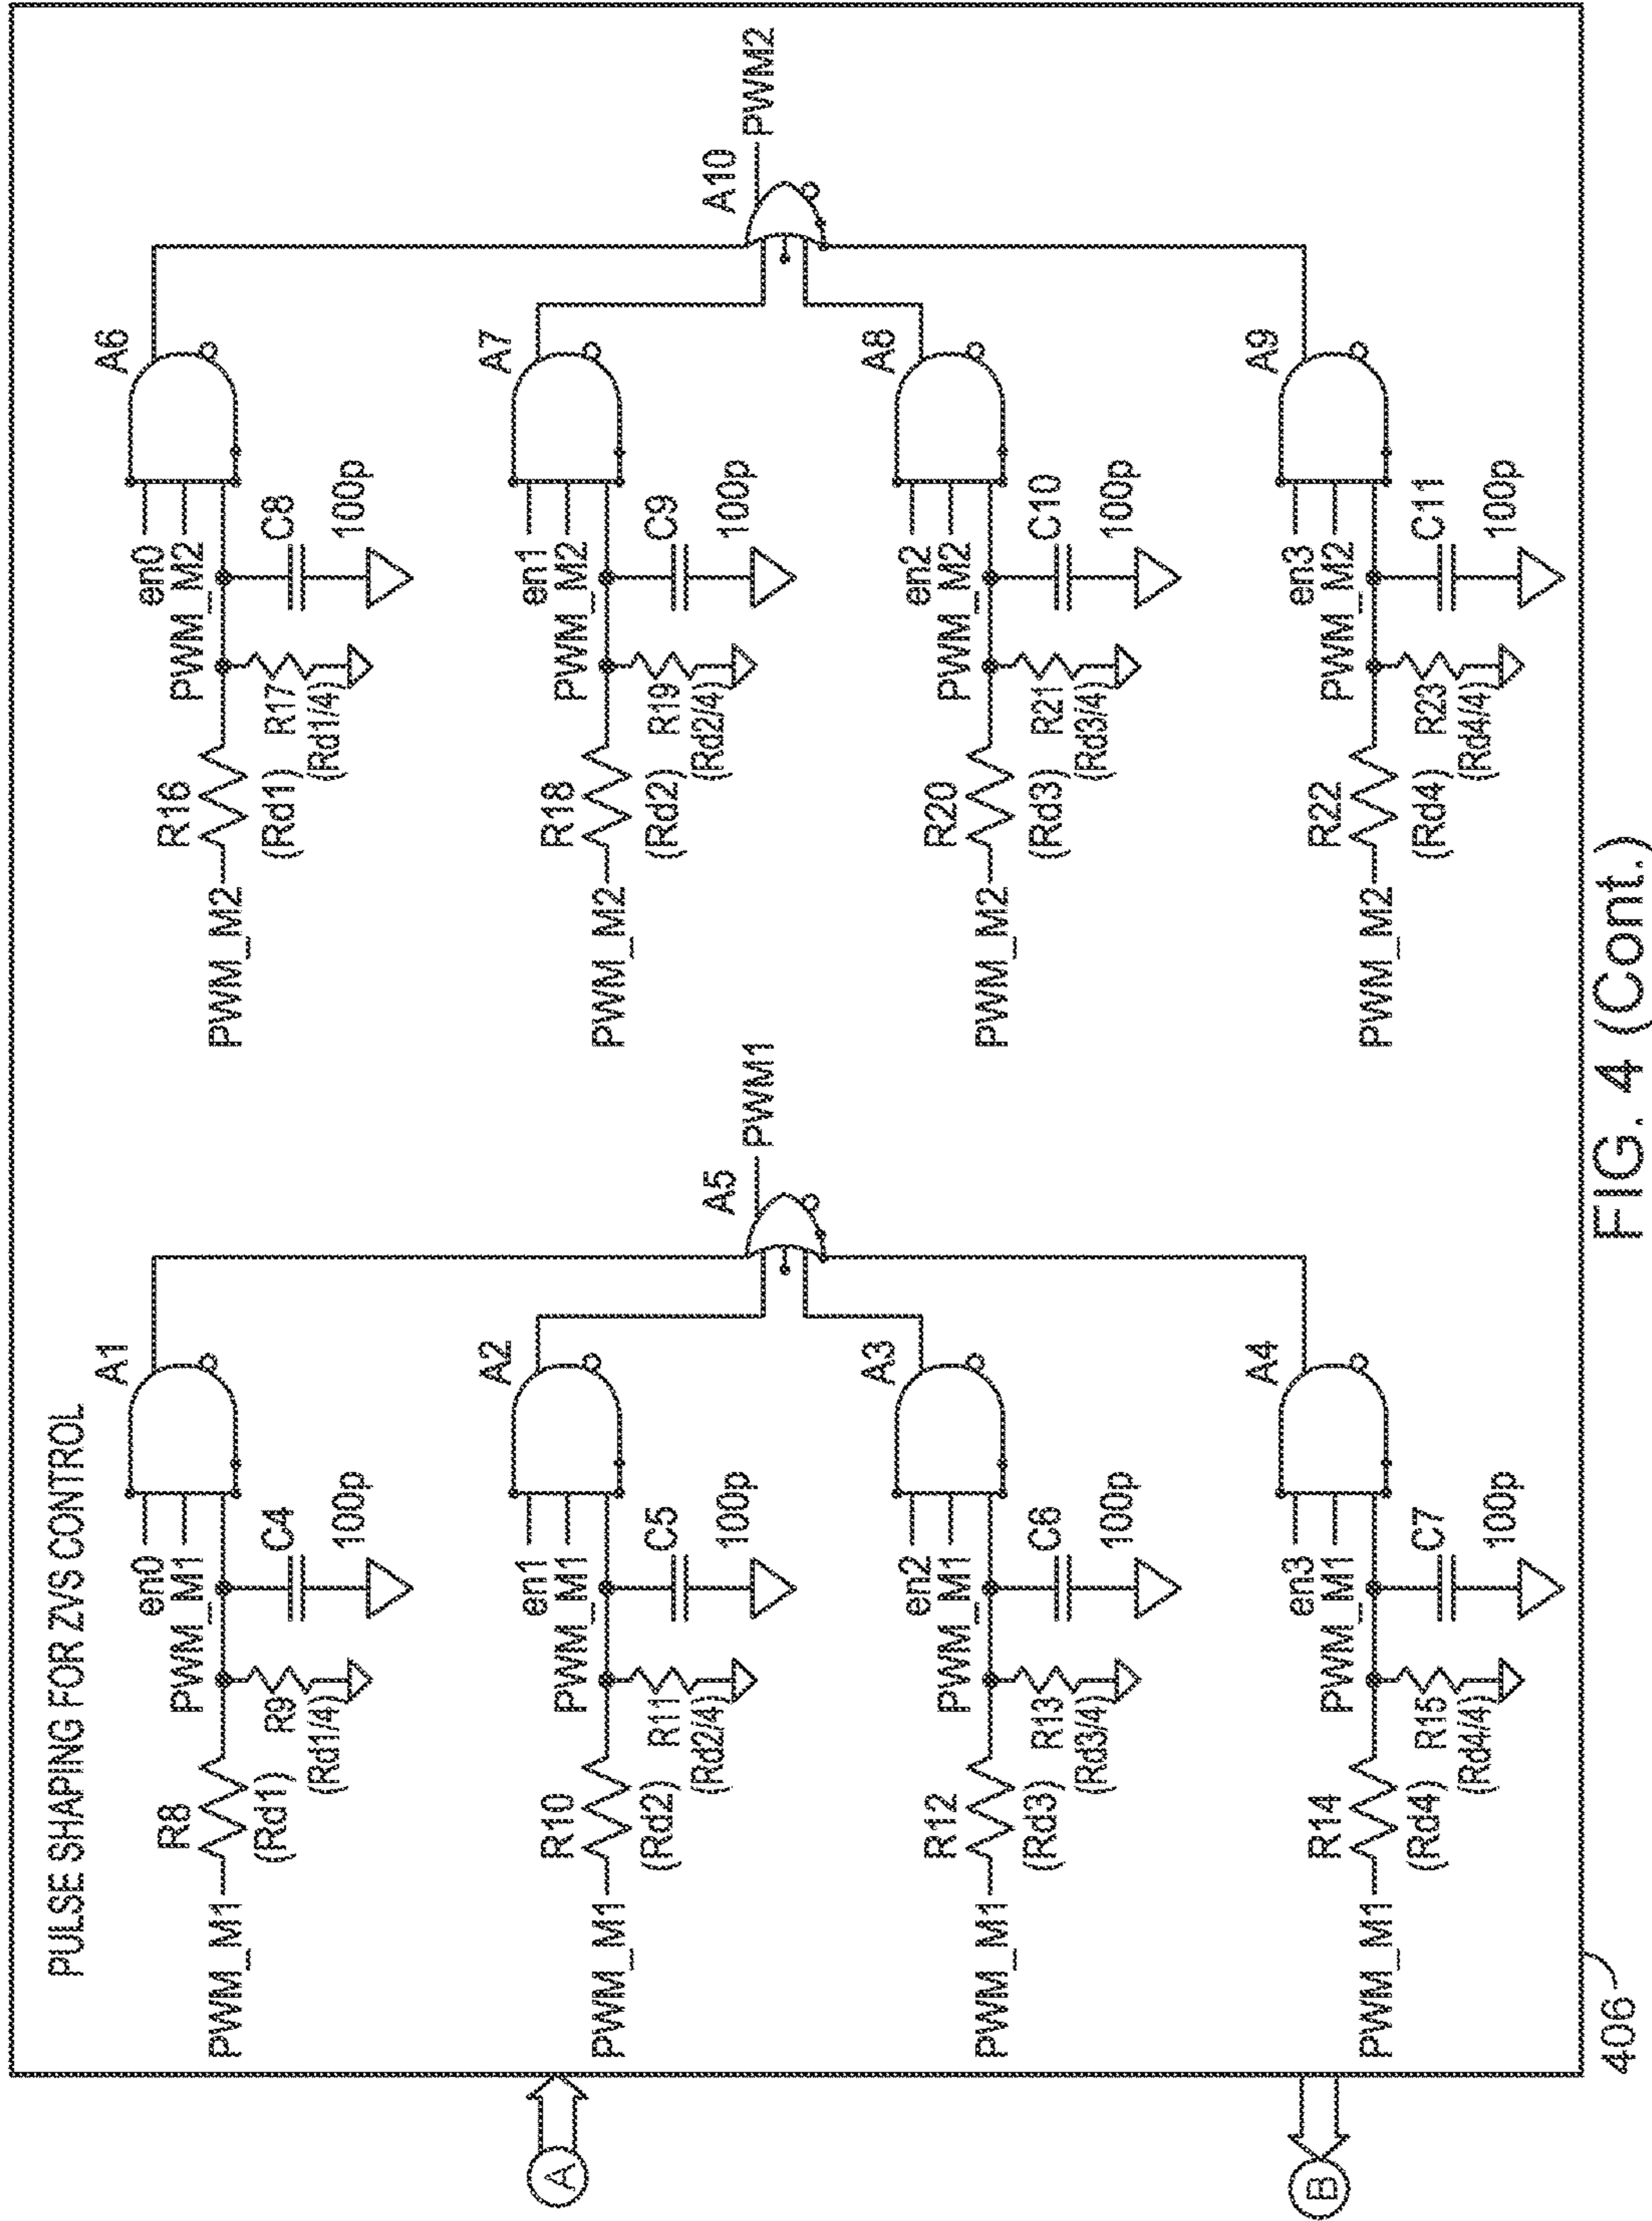 PULSE SHAPING FOR ZVS CONTROL
A1
en0
PWM_M1
PWM_M1
R8
(Rd1)
R9
(Rd1/4)
C4
100p
A2
en1
PWM_M1
PWM_M1
R10
(Rd2)
R11
(Rd2/4)
C5
100p
A5
PWM1
A3
en2
PWM_M1
PWM_M1
R12
(Rd3)
R13
(Rd3/4)
C6
100p
A4
en3
PWM_M1
PWM_M1
R14
(Rd4)
R15
(Rd4/4)
C7
100p
A6
en0
PWM_M2
PWM_M2
R16
(Rd1)
R17
(Rd1/4)
C8
100p
A7
en1
PWM_M2
PWM_M2
R18
(Rd2)
R19
(Rd2/4)
C9
100p
A10
PWM2
A8
en2
PWM_M2
PWM_M2
R20
(Rd3)
R21
(Rd3/4)
C10
100p
A9
en3
PWM_M2
PWM_M2
R22
(Rd4)
R23
(Rd4/4)
C11
100p
A
B
406
FIG. 4 (Cont.)